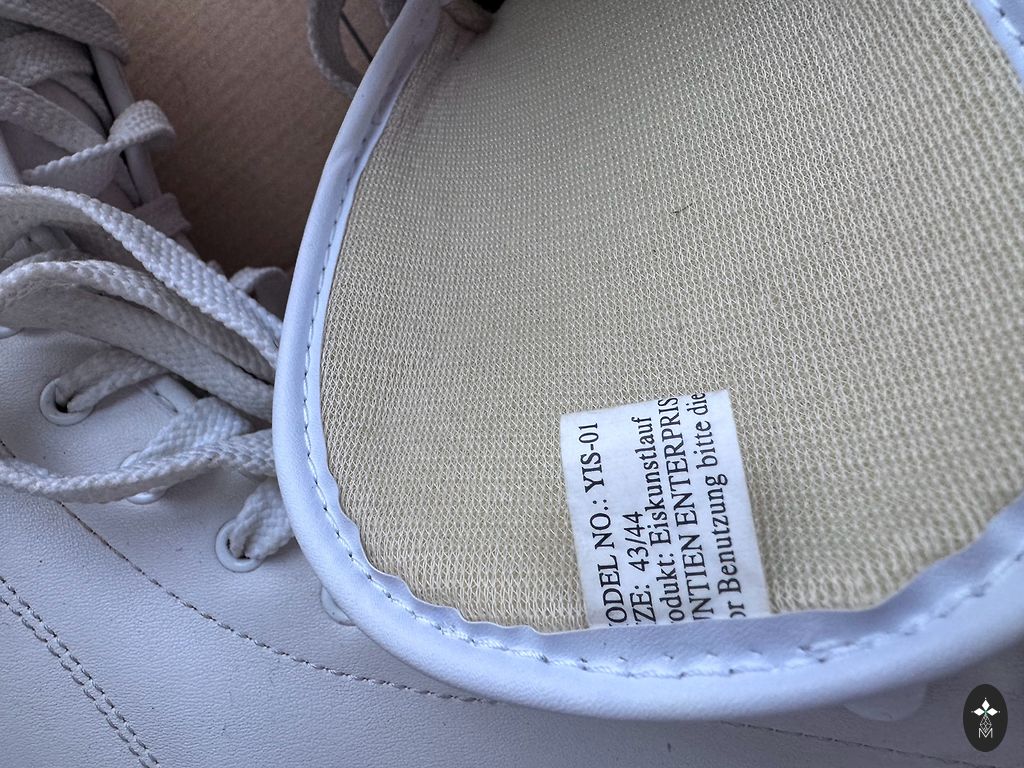 ODEL NO.: YIS-01
ZE: 43/44
odukt: Eiskunstlauf
NTIEN ENTERPRIS
or Benutzung bitte die
M